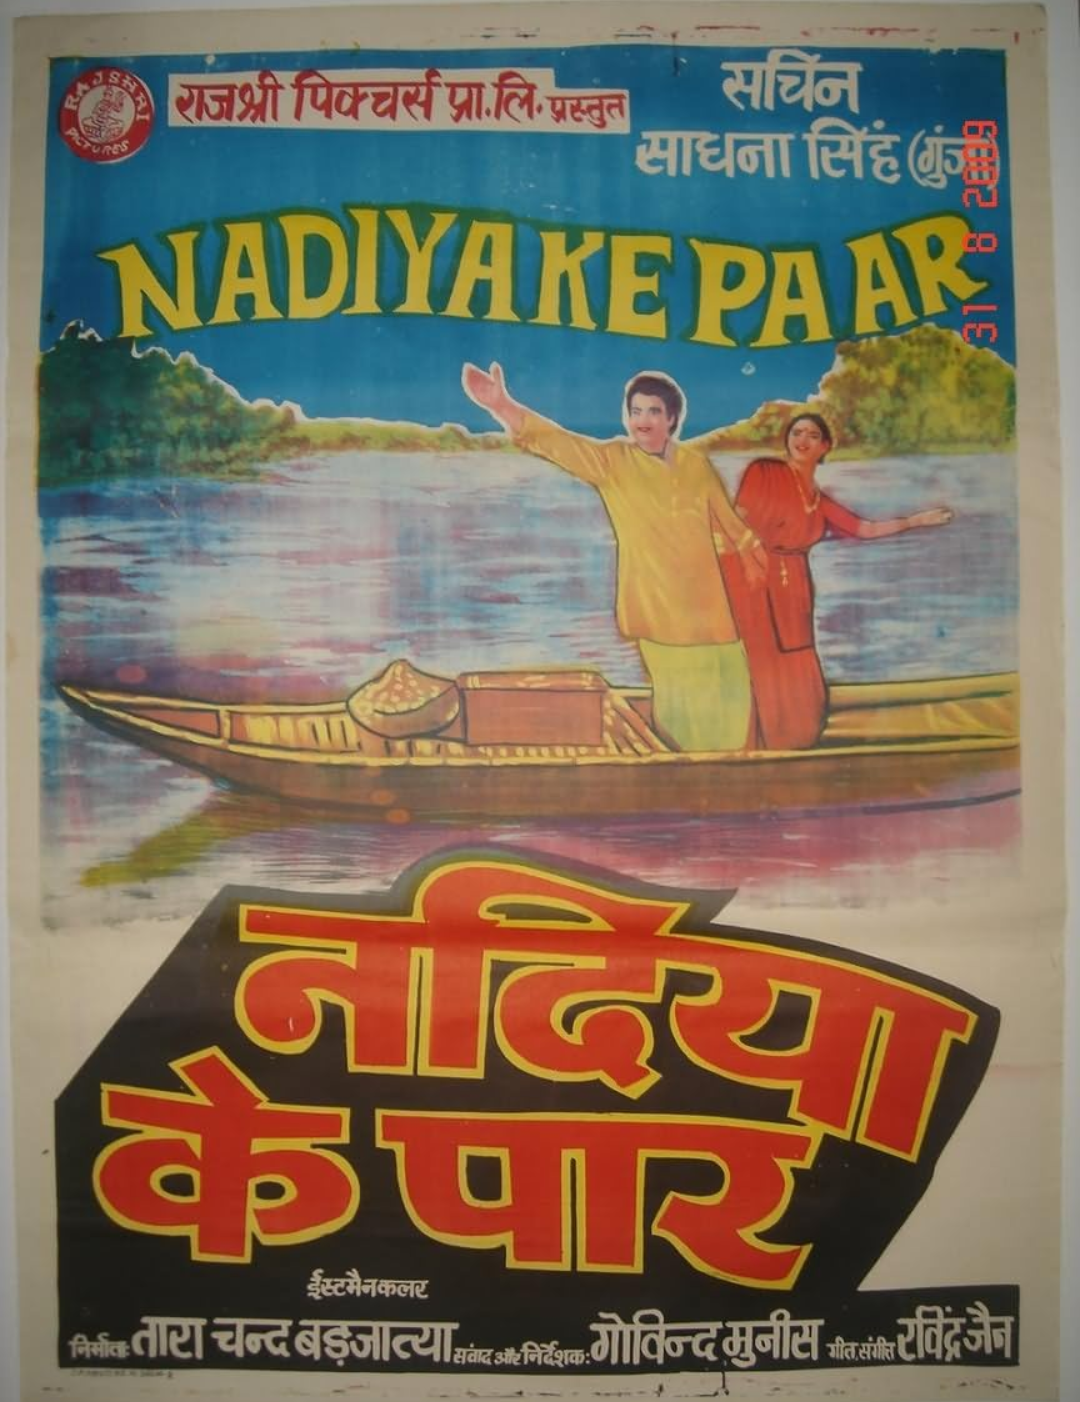 RAJSHRI PICTURES
राजश्री पिक्चर्स प्रा.लि. प्रस्तुत
सचिन
साधना सिंह (गुंजा)
NADIYA KE PAAR
31 8 2009
नदिया
के पार
ईस्टमैनकलर
निर्माता: तारा चन्द बड़जात्या संवाद और निर्देशक: गोविन्द मुनीस गीत, संगीत रविंद्र जैन